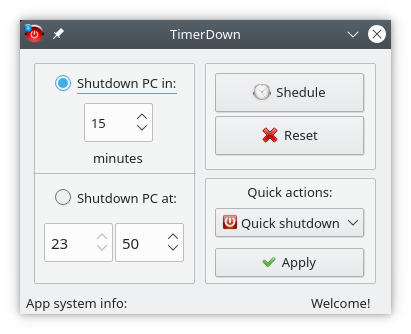 TimerDown
Shutdown PC in:
15
minutes
Shutdown PC at:
23 50
Shedule
Reset
Quick actions:
Quick shutdown
Apply
App system info: Welcome!